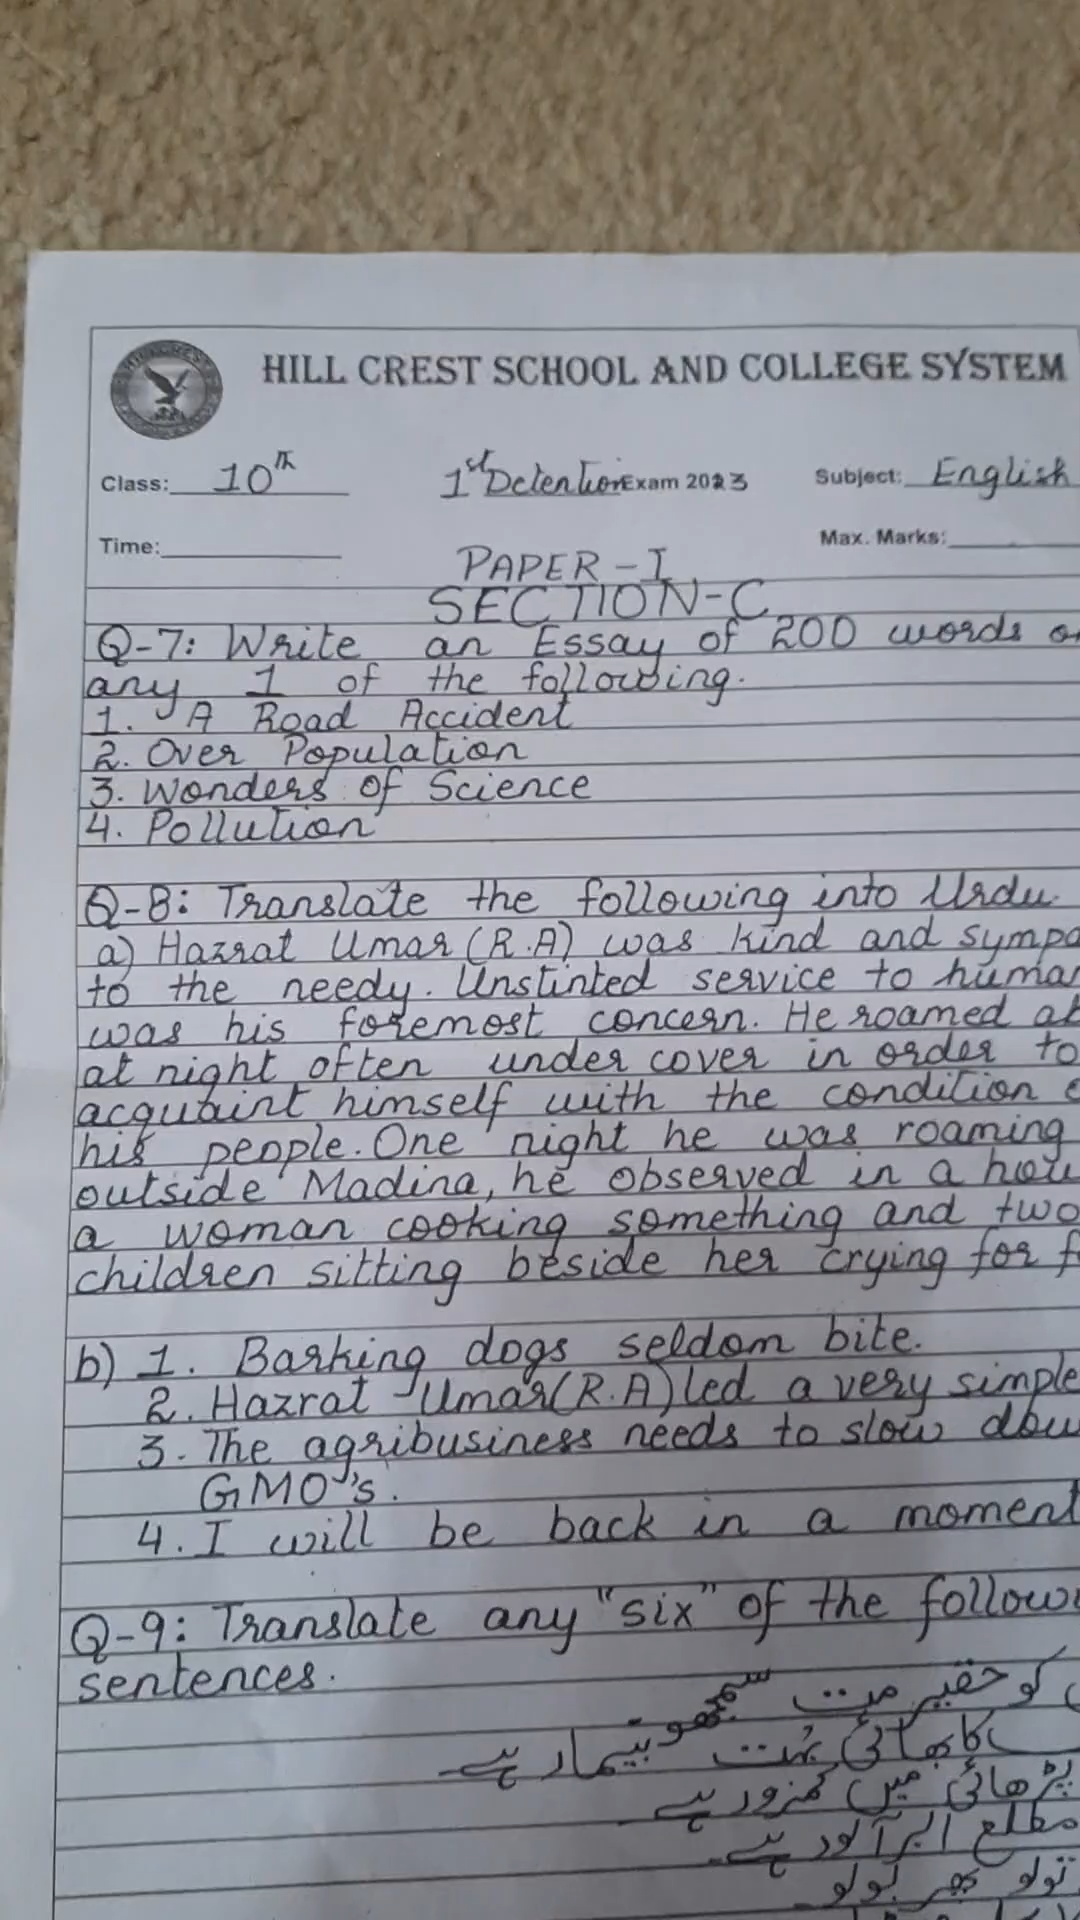 HILL CREST SCHOOL AND COLLEGE SYSTEM
Class: 10th 1st Detention Exam 2023 Subject: English
Time: Max. Marks:
PAPER - I
SECTION-C
Q-7: Write an Essay of 200 words
any 1 of the following.
1. A Road Accident
2. Over Population
3. Wonders of Science
4. Pollution
Q-8: Translate the following into Urdu.
a) Hazrat Umar (R.A) was kind and sympa
to the needy. Unstinted service to human
was his foremost concern. He roamed ab
at night often under cover in order to
acquaint himself with the condition
his people. One night he was roaming
outside Madina, he observed in a hou
a woman cooking something and two
children sitting beside her crying for f
b) 1. Barking dogs seldom bite.
2. Hazrat Umar (R.A) led a very simple
3. The agribusiness needs to slow dow
GMO's.
4. I will be back in a moment
Q-9: Translate any "six" of the follow
sentences.
کو حقیر مت سمجھو
کا بھائی بہت بیمار ہے
پڑھائی میں کمزور ہے
مطلع ابر آلود ہے
تولو پھر بولو